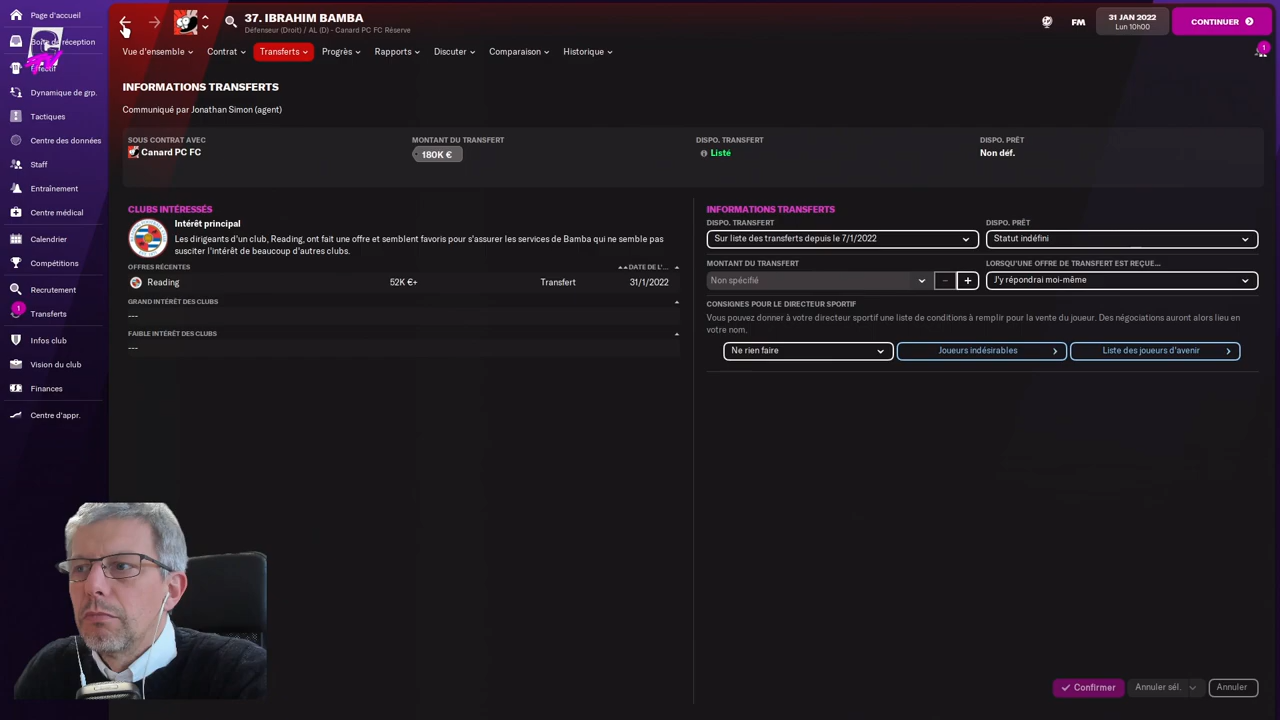 Page d'accueil
Boîte de réception
Effectif
Dynamique de grp.
Tactiques
Centre des données
Staff
Entraînement
Centre médical
Calendrier
Compétitions
Recrutement
1
Transferts
Infos club
Vision du club
Finances
Centre d'appr.
37. IBRAHIM BAMBA
Défenseur (Droit) / AL (D) - Canard PC FC Réserve
FM
31 JAN 2022
Lun 10h00
CONTINUER
Vue d'ensemble
Contrat
Transferts
Progrès
Rapports
Discuter
Comparaison
Historique
1
INFORMATIONS TRANSFERTS
Communiqué par Jonathan Simon (agent)
SOUS CONTRAT AVEC
Canard PC FC
MONTANT DU TRANSFERT
180K €
DISPO. TRANSFERT
Listé
DISPO. PRÊT
Non déf.
CLUBS INTÉRESSÉS
Intérêt principal
Les dirigeants d'un club, Reading, ont fait une offre et semblent favoris pour s'assurer les services de Bamba qui ne semble pas
susciter l'intérêt de beaucoup d'autres clubs.
OFFRES RÉCENTES
DATE DE L'...
Reading
52K €+
Transfert
31/1/2022
GRAND INTÉRÊT DES CLUBS
---
FAIBLE INTÉRÊT DES CLUBS
---
INFORMATIONS TRANSFERTS
DISPO. TRANSFERT
Sur liste des transferts depuis le 7/1/2022
DISPO. PRÊT
Statut indéfini
MONTANT DU TRANSFERT
Non spécifié
LORSQU'UNE OFFRE DE TRANSFERT EST REÇUE...
J'y répondrai moi-même
CONSIGNES POUR LE DIRECTEUR SPORTIF
Vous pouvez donner à votre directeur sportif une liste de conditions à remplir pour la vente du joueur. Des négociations auront alors lieu en
votre nom.
Ne rien faire
Joueurs indésirables
Liste des joueurs d'avenir
Confirmer
Annuler sél.
Annuler